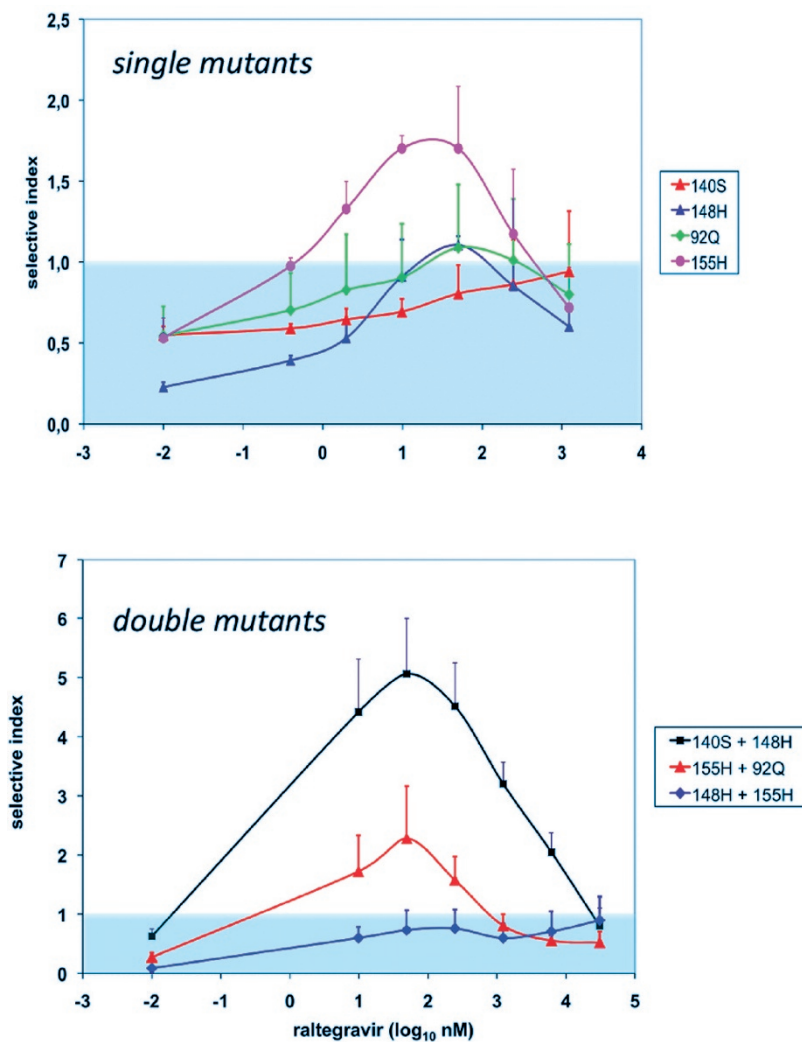 2,5
single mutants
2,0
1,5
1,0
0,5
0,0
selective index
-3 -2 -1 0 1 2 3 4
140S
148H
92Q
155H
7
double mutants
6
5
4
3
2
1
0
selective index
-3 -2 -1 0 1 2 3 4 5
raltegravir (log10 nM)
140S + 148H
155H + 92Q
148H + 155H